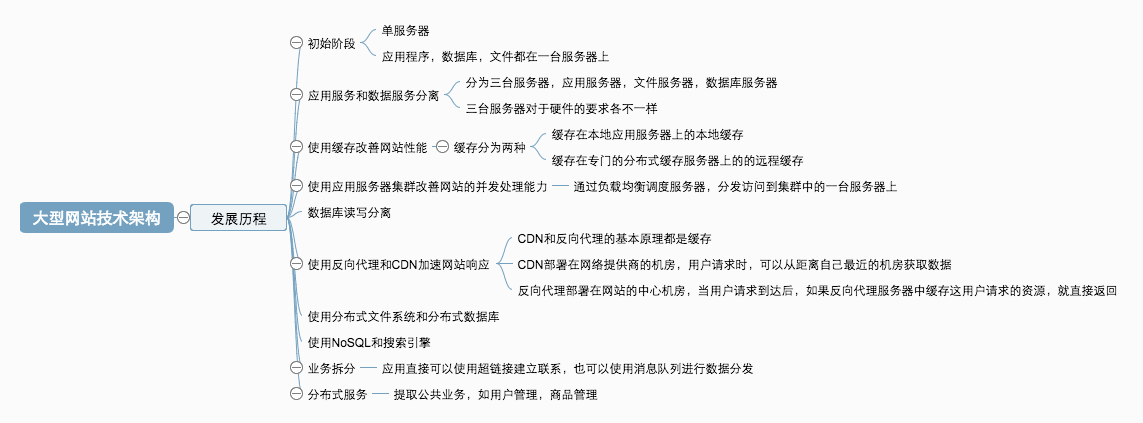 单服务器
初始阶段
应用程序，数据库，文件都在一台服务器上
分为三台服务器，应用服务器，文件服务器，数据库服务器
应用服务和数据服务分离
三台服务器对于硬件的要求各不一样
缓存在本地应用服务器上的本地缓存
使用缓存改善网站性能
缓存分为两种
缓存在专门的分布式缓存服务器上的的远程缓存
使用应用服务器集群改善网站的并发处理能力
通过负载均衡调度服务器，分发访问到集群中的一台服务器上
大型网站技术架构
发展历程
数据库读写分离
CDN和反向代理的基本原理都是缓存
使用反向代理和CDN加速网站响应
CDN部署在网络提供商的机房，用户请求时，可以从距离自己最近的机房获取数据
反向代理部署在网站的中心机房，当用户请求到达后，如果反向代理服务器中缓存这用户请求的资源，就直接返回
使用分布式文件系统和分布式数据库
使用NoSQL和搜索引擎
业务拆分
应用直接可以使用超链接建立联系，也可以使用消息队列进行数据分发
分布式服务
提取公共业务，如用户管理，商品管理